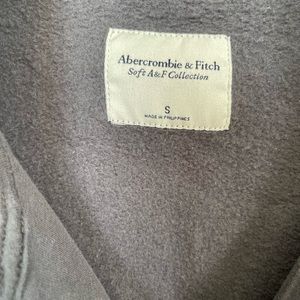 Abercrombie & Fitch
Soft A&F Collection
S
MADE IN PHILIPPINES